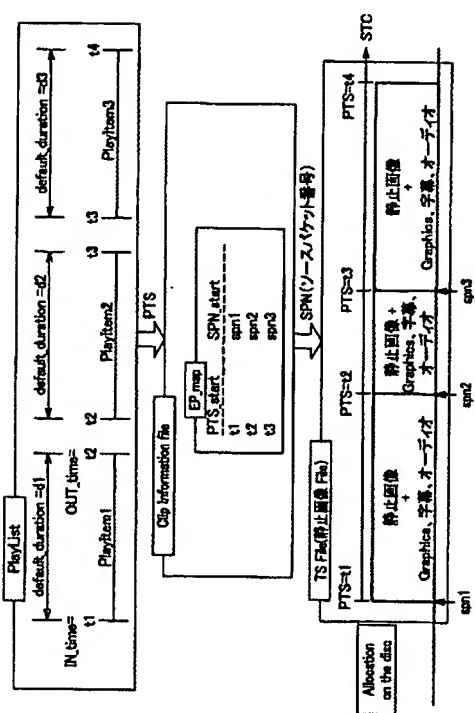 PlayList
default_duration =d1
default_duration =d2
default_duration =d3
IN_time=
OUT_time=
t1
t2
t2
t3
t3
t4
PlayItem1
PlayItem2
PlayItem3
PTS
Clip Information file
EP_map
PTS_start SPN_start
t1 spn1
t2 spn2
t3 spn3
SPN(ソースパケット番号)
TS File(静止画像 File)
STC
PTS=t1
PTS=t2
PTS=t3
PTS=t4
静止画像
+
Graphics、字幕、オーディオ
静止画像 +
Graphics、字幕、
オーディオ
静止画像
+
Graphics、字幕、オーディオ
Allocation
on the disc
spn1
spn2
spn3